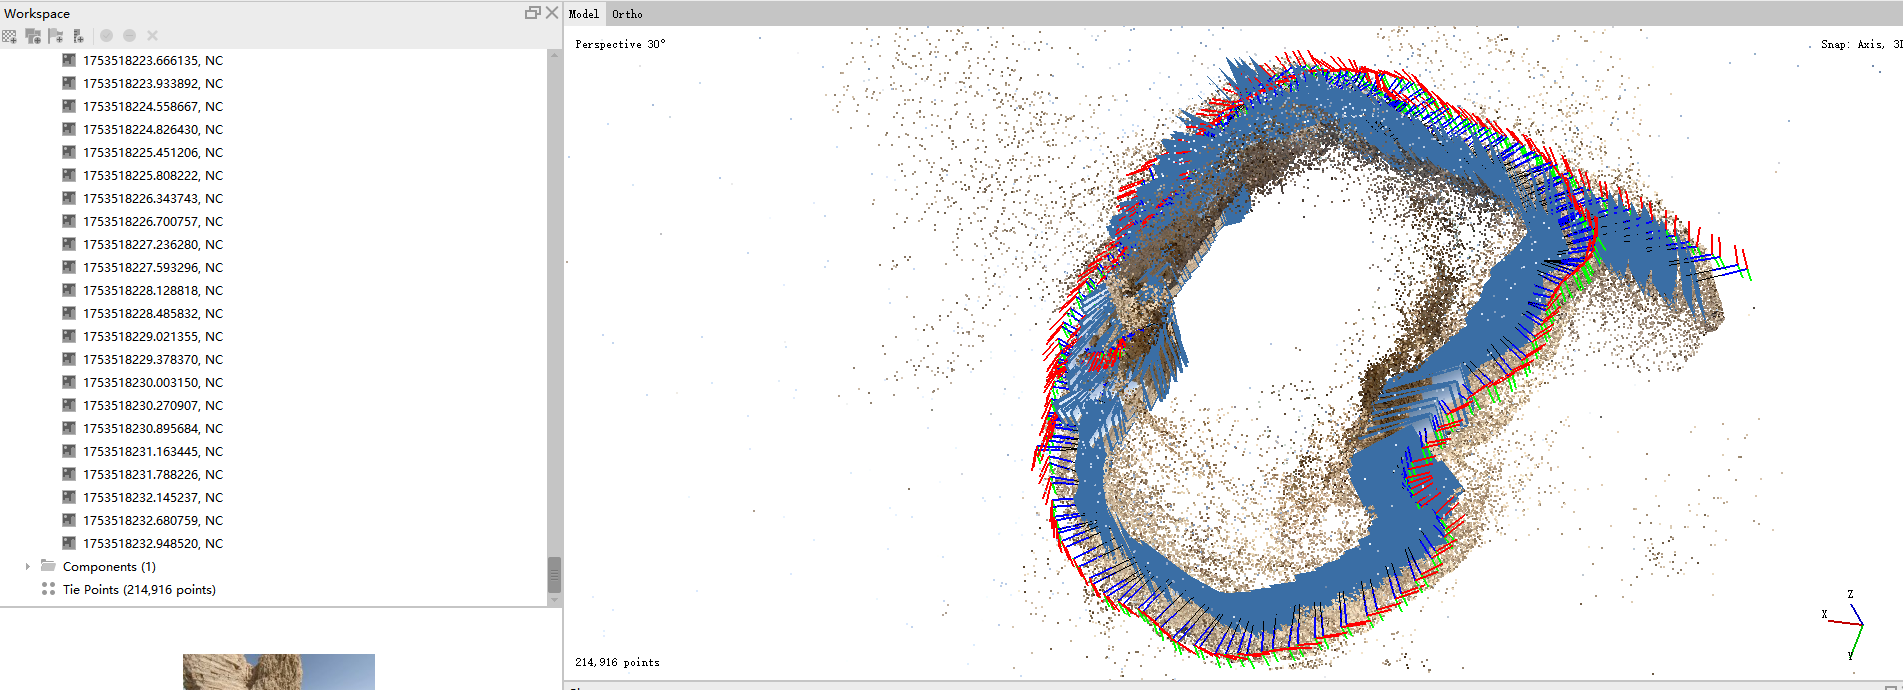 Workspace
1753518223.666135, NC
1753518223.933892, NC
1753518224.558667, NC
1753518224.826430, NC
1753518225.451206, NC
1753518225.808222, NC
1753518226.343743, NC
1753518226.700757, NC
1753518227.236280, NC
1753518227.593296, NC
1753518228.128818, NC
1753518228.485832, NC
1753518229.021355, NC
1753518229.378370, NC
1753518230.003150, NC
1753518230.270907, NC
1753518230.895684, NC
1753518231.163445, NC
1753518231.788226, NC
1753518232.145237, NC
1753518232.680759, NC
1753518232.948520, NC
Components (1)
Tie Points (214,916 points)
Model Ortho
Perspective 30°
Snap: Axis,
Z
X
Y
214,916 points